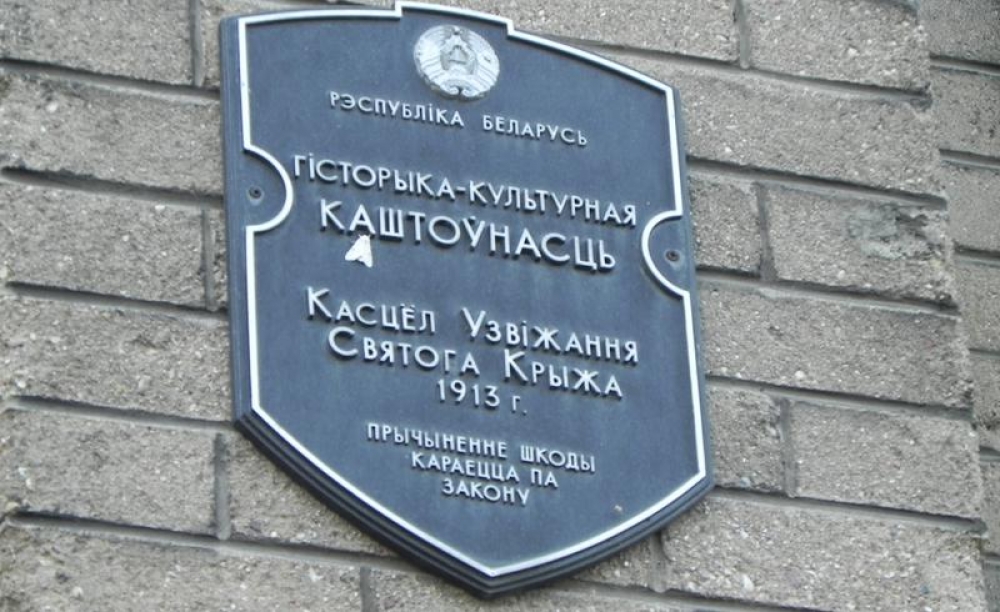 РЭСПУБЛІКА БЕЛАРУСЬ
ГІСТОРЫКА-КУЛЬТУРНАЯ
КАШТОЎНАСЦЬ
КАСЦЁЛ УЗВІЖАННЯ
СВЯТОГА КРЫЖА
1913 г.
ПРЫЧЫНЕННЕ ШКОДЫ
КАРАЕЦЦА ПА
ЗАКОНУ